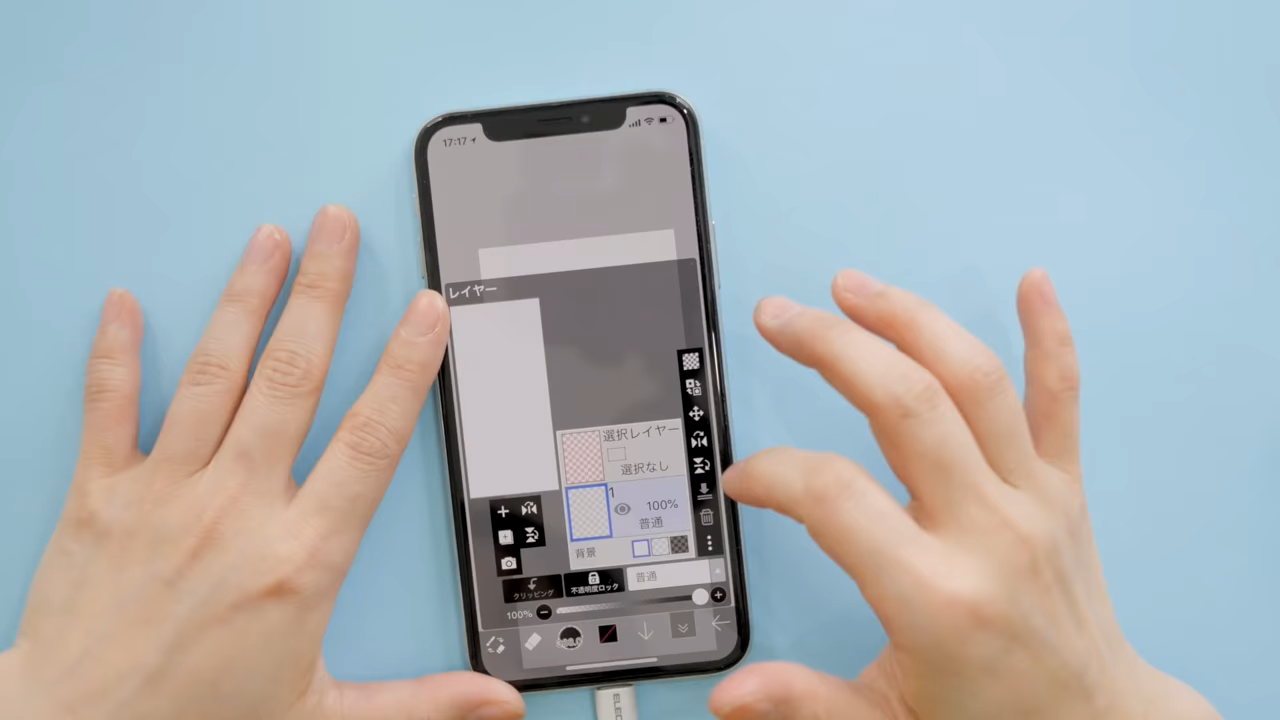 17:17
レイヤー
選択レイヤー
選択なし
1
100%
普通
背景
クリッピング
不透明度ロック
普通
100%
ELEC